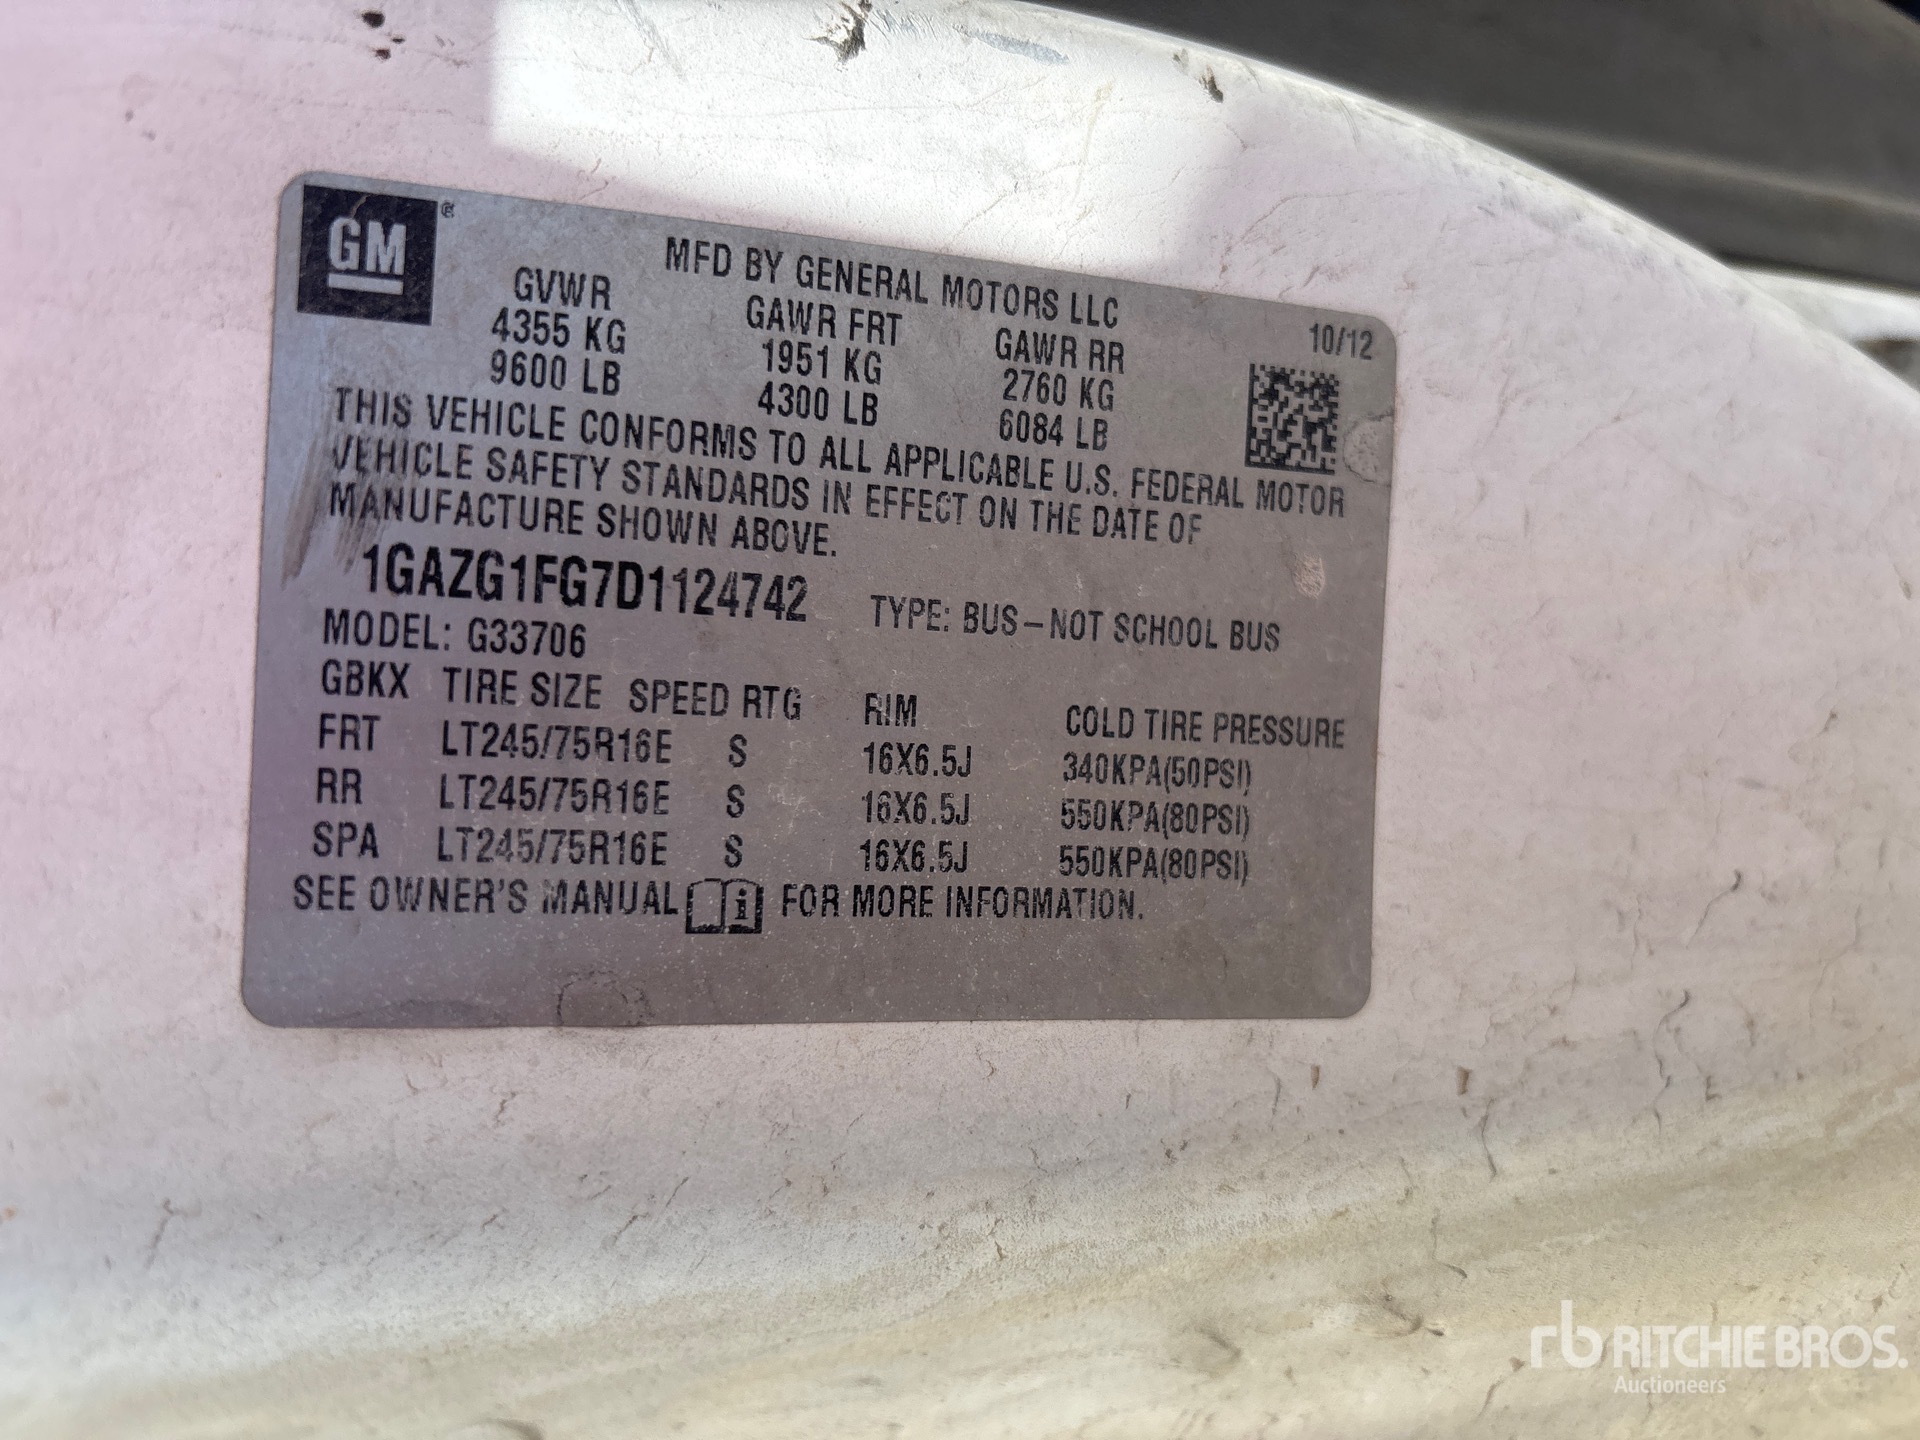 GM ®
MFD BY GENERAL MOTORS LLC
10/12
GVWR GAWR FRT GAWR RR
4355 KG 1951 KG 2760 KG
9600 LB 4300 LB 6084 LB
THIS VEHICLE CONFORMS TO ALL APPLICABLE U.S. FEDERAL MOTOR
VEHICLE SAFETY STANDARDS IN EFFECT ON THE DATE OF
MANUFACTURE SHOWN ABOVE.
1GAZG1FG7D1124742 TYPE: BUS-NOT SCHOOL BUS
MODEL: G33706
GBKX TIRE SIZE SPEED RTG RIM COLD TIRE PRESSURE
FRT LT245/75R16E S 16X6.5J 340KPA(50PSI)
RR LT245/75R16E S 16X6.5J 550KPA(80PSI)
SPA LT245/75R16E S 16X6.5J 550KPA(80PSI)
SEE OWNER'S MANUAL i FOR MORE INFORMATION.
rb RITCHIE BROS.
Auctioneers